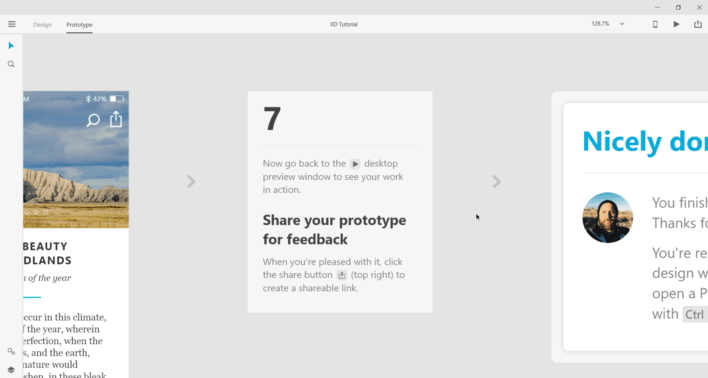 Design
Prototype
XD Tutorial
128.7%
M
42%
BEAUTY
DLANDS
n of the year
ccur in this climate,
f the year, wherein
erfection, when the
s, and the earth,
nature would
when, in these bleak
7
Now go back to the desktop
preview window to see your work
in action.
Share your prototype
for feedback
When you're pleased with it, click
the share button (top right) to
create a shareable link.
Nicely do
You finish
Thanks fo
You're re
design w
open a P
with Ctrl